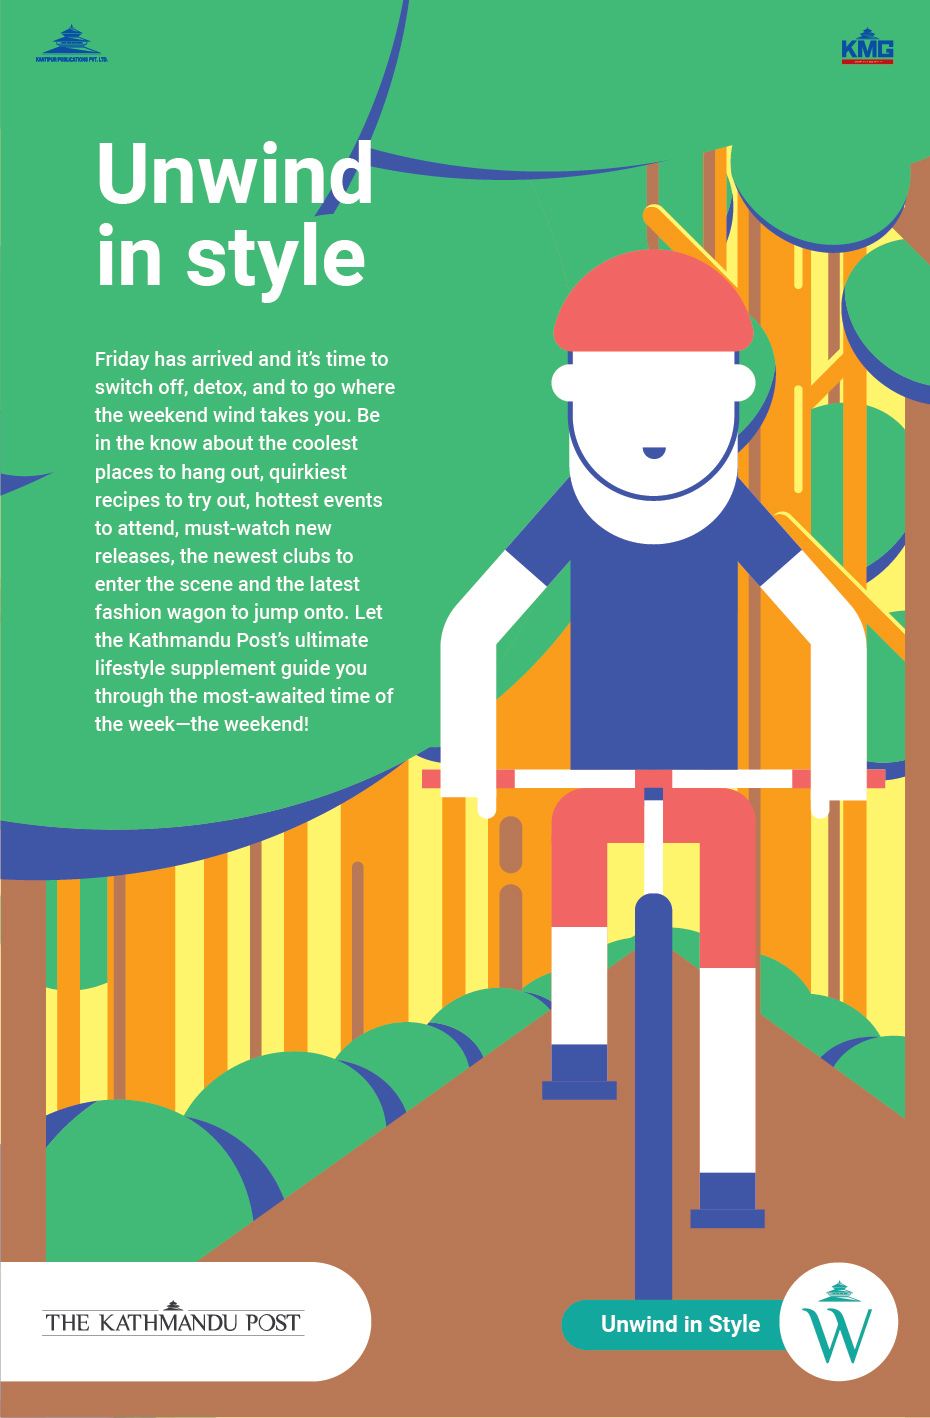 KANTIPUR PUBLICATIONS PVT. LTD.
KMG
Unwind
in style
Friday has arrived and it’s time to
switch off, detox, and to go where
the weekend wind takes you. Be
in the know about the coolest
places to hang out, quirkiest
recipes to try out, hottest events
to attend, must-watch new
releases, the newest clubs to
enter the scene and the latest
fashion wagon to jump onto. Let
the Kathmandu Post’s ultimate
lifestyle supplement guide you
through the most-awaited time of
the week—the weekend!
THE KATHMANDU POST
Unwind in Style
W